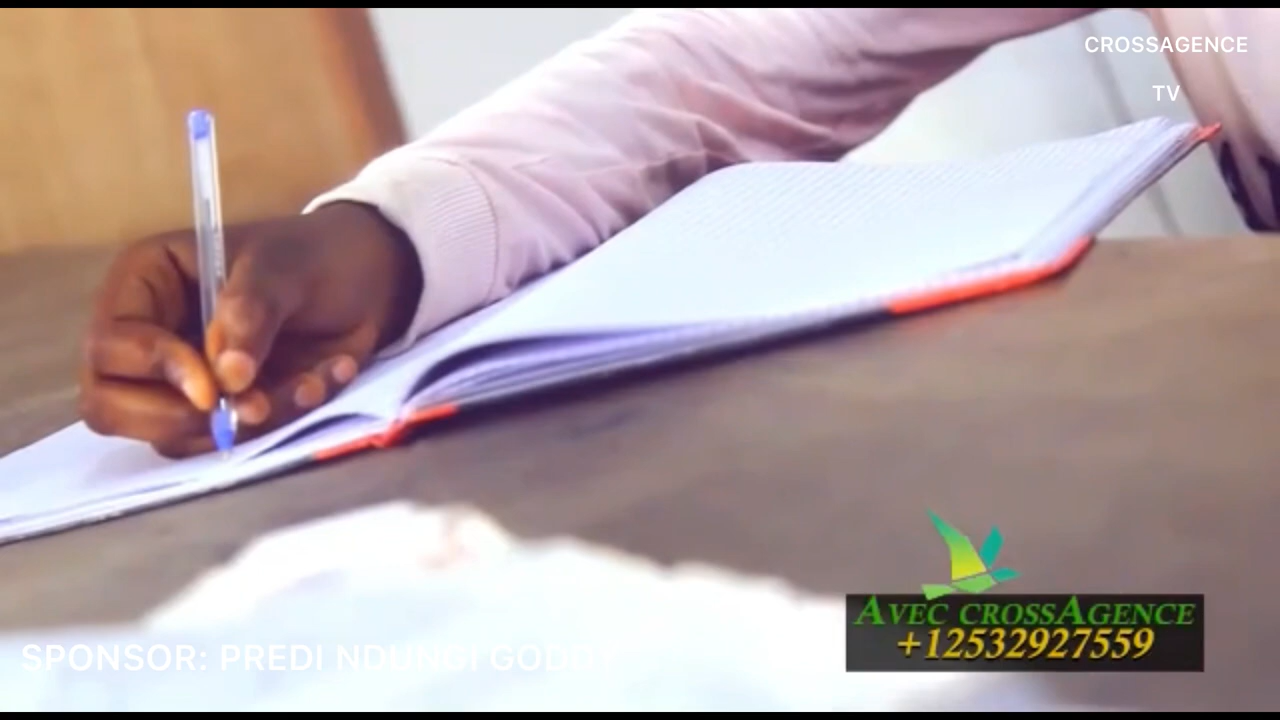 CROSSAGENCE
TV
AVEC CROSSAGENCE
+12532927559
SPONSOR: PREDI NDUNGI